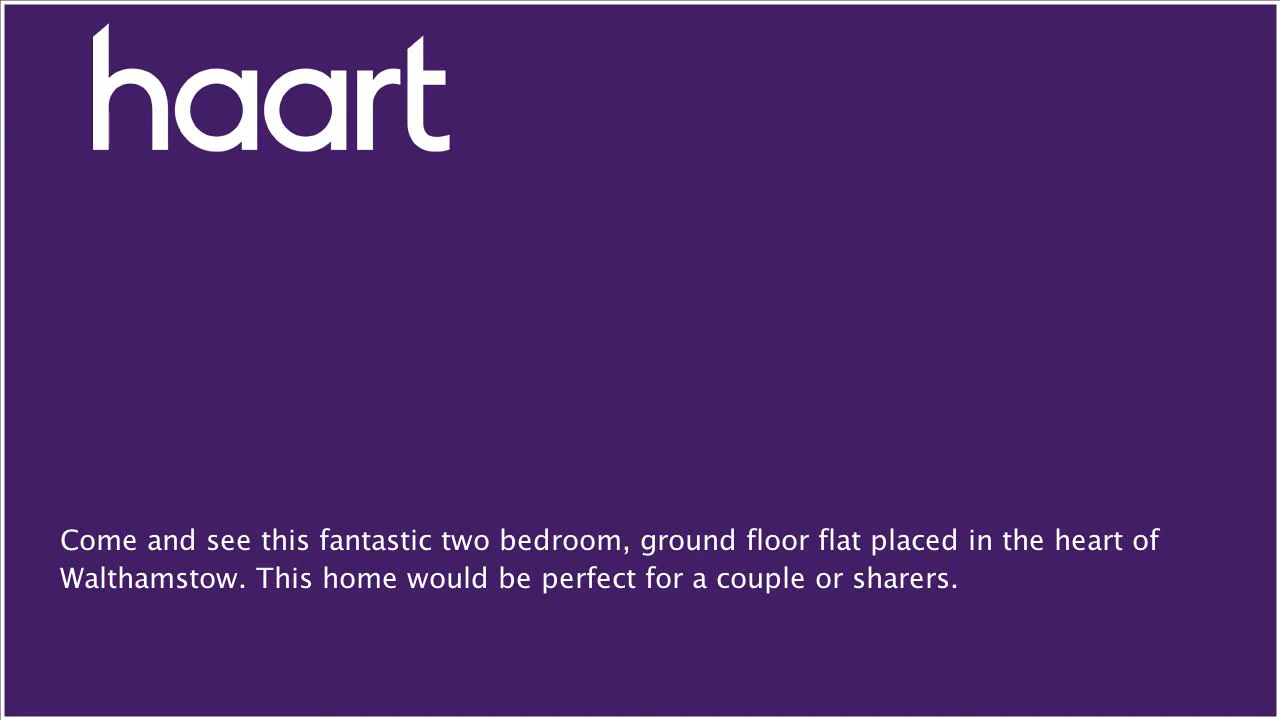 haart
Come and see this fantastic two bedroom, ground floor flat placed in the heart of
Walthamstow. This home would be perfect for a couple or sharers.